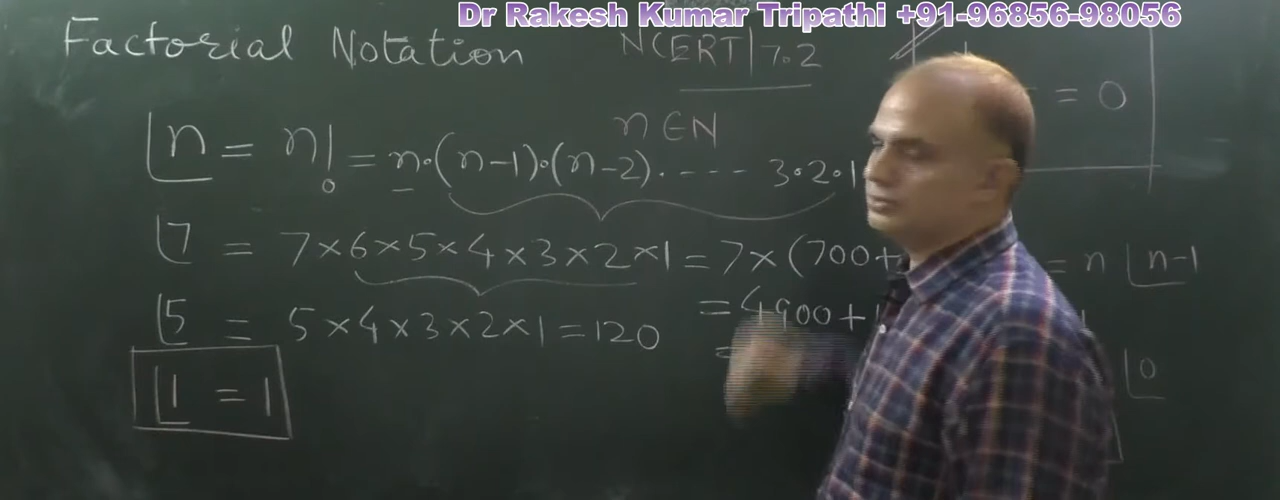 Dr Rakesh Kumar Tripathi +91-96856-98056
Factorial Notation NCERT|7.2
= 0
n ∈ N
⌊n = n! = n·(n-1)·(n-2)· ---- 3·2·1
⌊7 = 7×6×5×4×3×2×1 = 7×(700+ = n ⌊n-1
⌊5 = 5×4×3×2×1 = 120 = 4900+
⌊1 = 1 = ⌊0